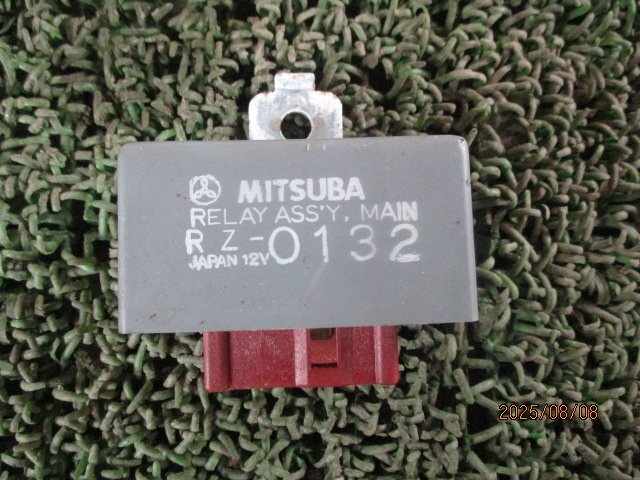 MITSUBA
RELAY ASS'Y, MAIN
RZ-0132
JAPAN 12V
2025/08/08